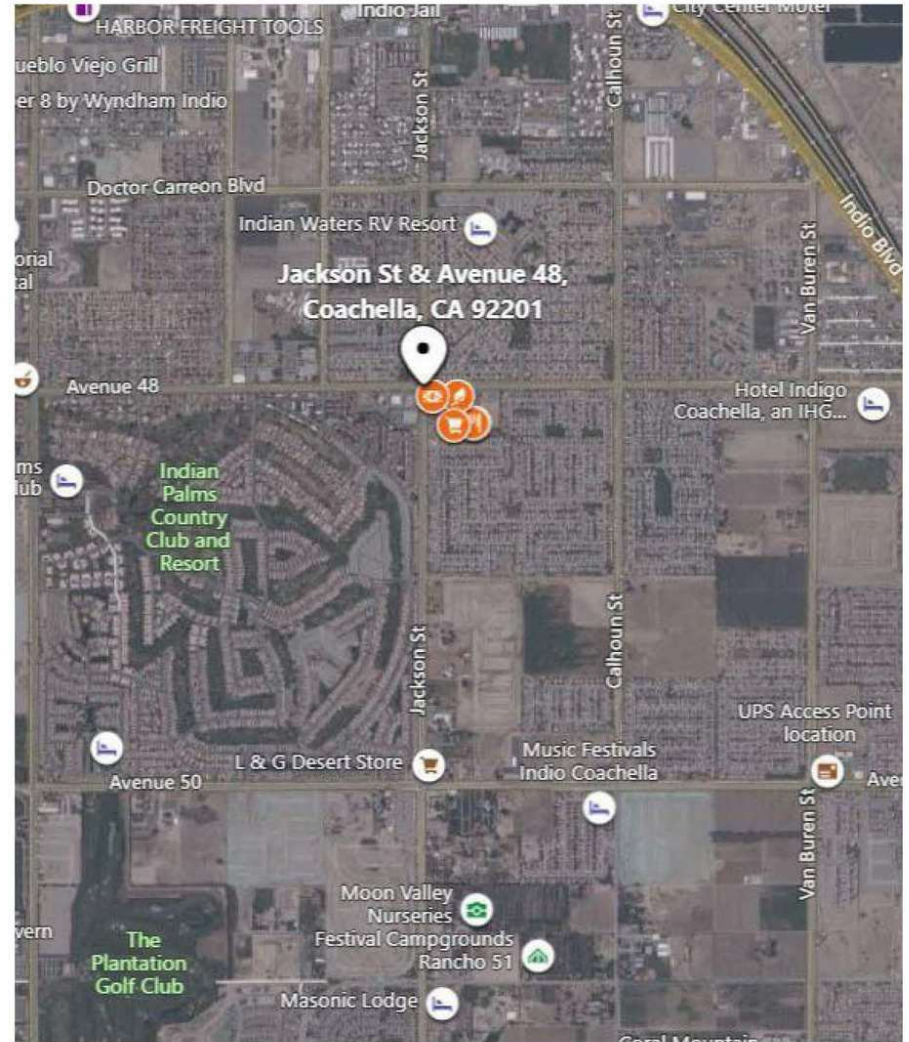 Indio Jail
City Center Motel
HARBOR FREIGHT TOOLS
ueblo Viejo Grill
er 8 by Wyndham Indio
Jackson St
Calhoun St
Doctor Carreon Blvd
Indian Waters RV Resort
Indio Blvd
Van Buren St
orial
tal
Jackson St & Avenue 48,
Coachella, CA 92201
Avenue 48
Hotel Indigo
Coachella, an IHG...
ms
lub
Indian
Palms
Country
Club and
Resort
Jackson St
Calhoun St
UPS Access Point
location
L & G Desert Store
Music Festivals
Indio Coachella
Avenue 50
Ave
Van Buren St
Moon Valley
Nurseries
Festival Campgrounds
Rancho 51
vern
The
Plantation
Golf Club
Masonic Lodge
Coral Mountain